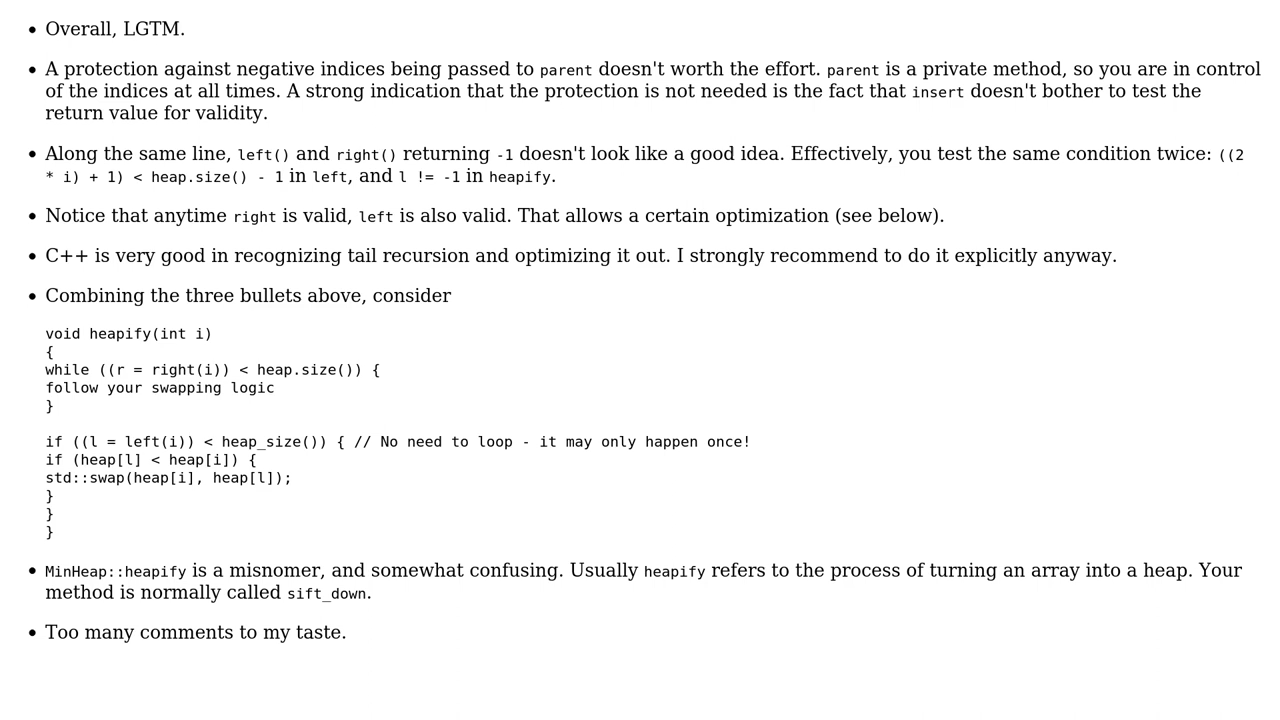 Overall, LGTM.
A protection against negative indices being passed to parent doesn't worth the effort. parent is a private method, so you are in control
of the indices at all times. A strong indication that the protection is not needed is the fact that insert doesn't bother to test the
return value for validity.
Along the same line, left() and right() returning -1 doesn't look like a good idea. Effectively, you test the same condition twice: ((2
* i) + 1) < heap.size() - 1 in left, and l != -1 in heapify.
Notice that anytime right is valid, left is also valid. That allows a certain optimization (see below).
C++ is very good in recognizing tail recursion and optimizing it out. I strongly recommend to do it explicitly anyway.
Combining the three bullets above, consider
void heapify(int i)
{
while ((r = right(i)) < heap.size()) {
follow your swapping logic
}
if ((l = left(i)) < heap_size()) { // No need to loop - it may only happen once!
if (heap[l] < heap[i]) {
std::swap(heap[i], heap[l]);
}
}
}
MinHeap::heapify is a misnomer, and somewhat confusing. Usually heapify refers to the process of turning an array into a heap. Your
method is normally called sift_down.
Too many comments to my taste.